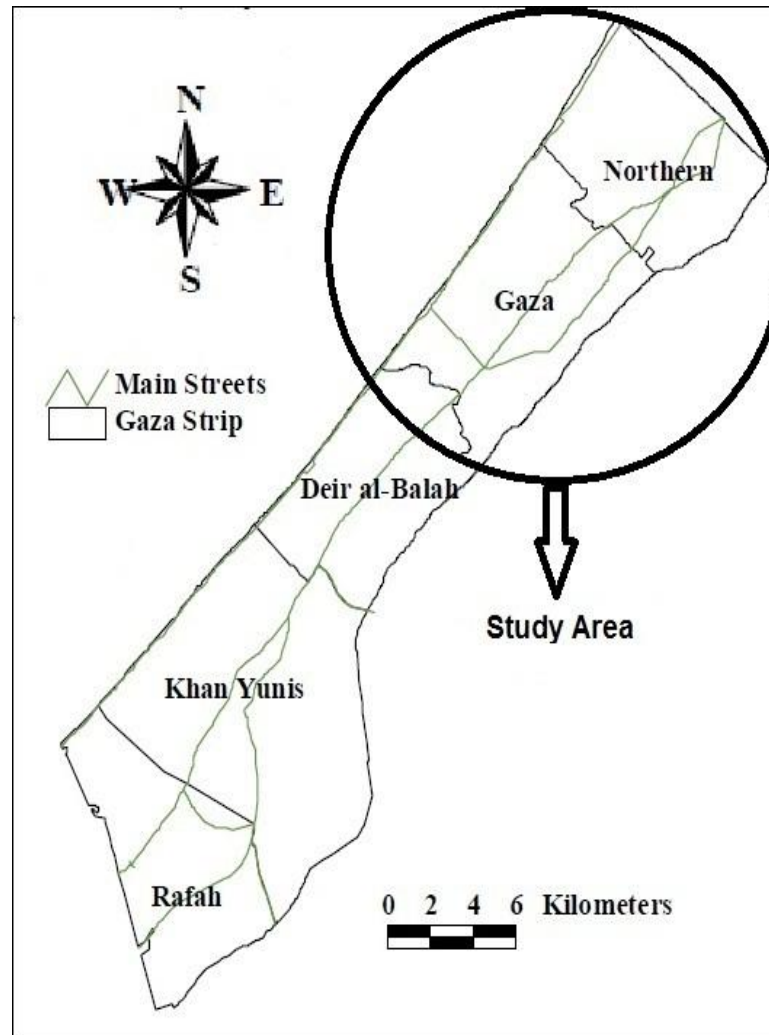 N
W E
S
Northern
Gaza
Main Streets
Gaza Strip
Deir al-Balah
Study Area
Khan Yunis
Rafah
0 2 4 6 Kilometers